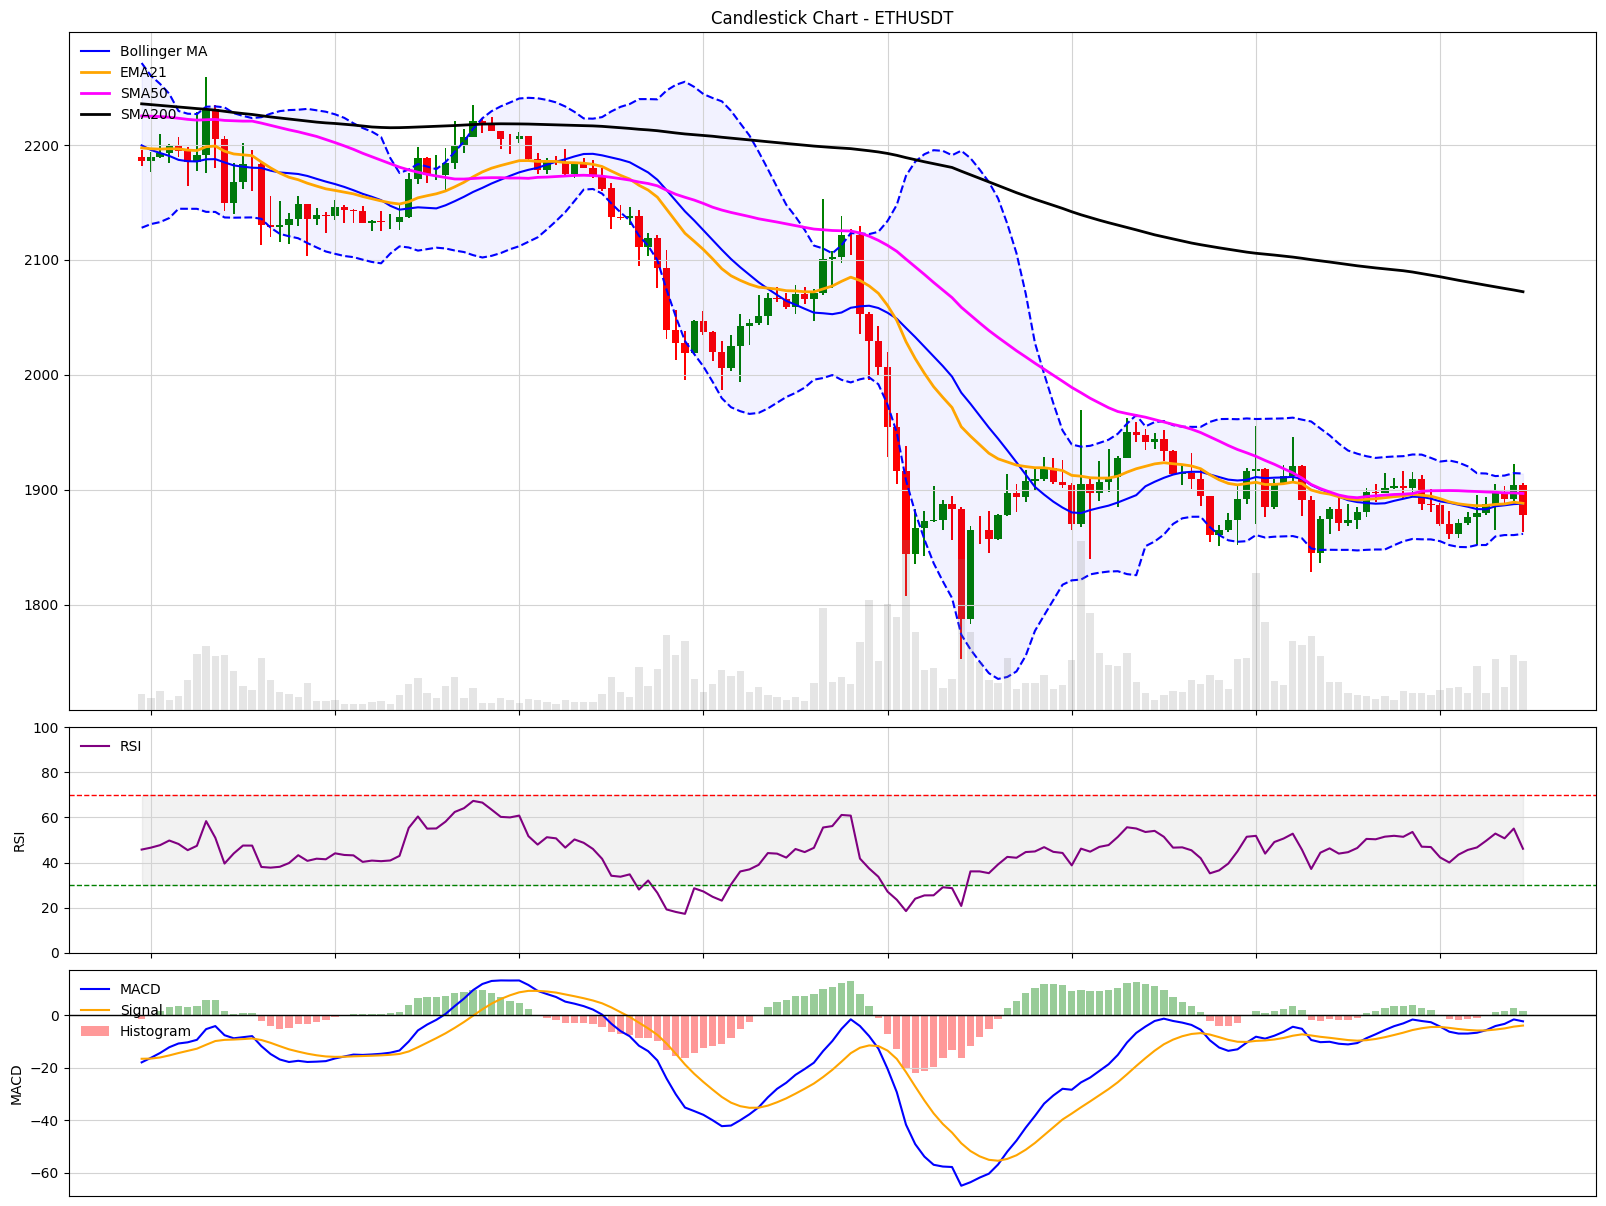 Candlestick Chart - ETHUSDT
Bollinger MA
EMA21
SMA50
SMA200
2200
2100
2000
1900
1800
100
80
60
40
20
0
RSI
RSI
0
−20
−40
−60
MACD
MACD
Signal
Histogram